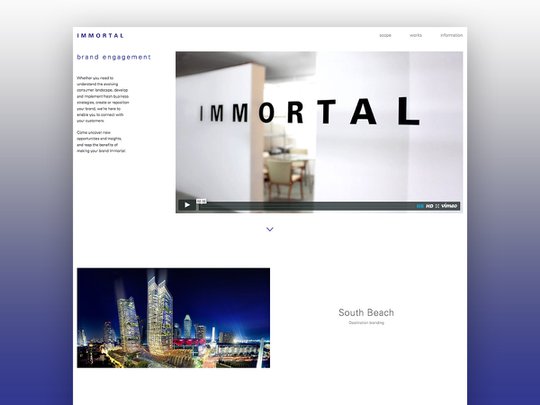 IMMORTAL
scope works information
brand engagement
Whether you need to
understand the evolving
consumer landscape, develop
and implement fresh business
strategies, create or reposition
your brand, we're here to
enable you to connect with
your customers.
Come uncover new
opportunities and insights
and reap the benefits of
making your brand Immortal
IMMORTAL
HD vimeo
South Beach
Destination branding